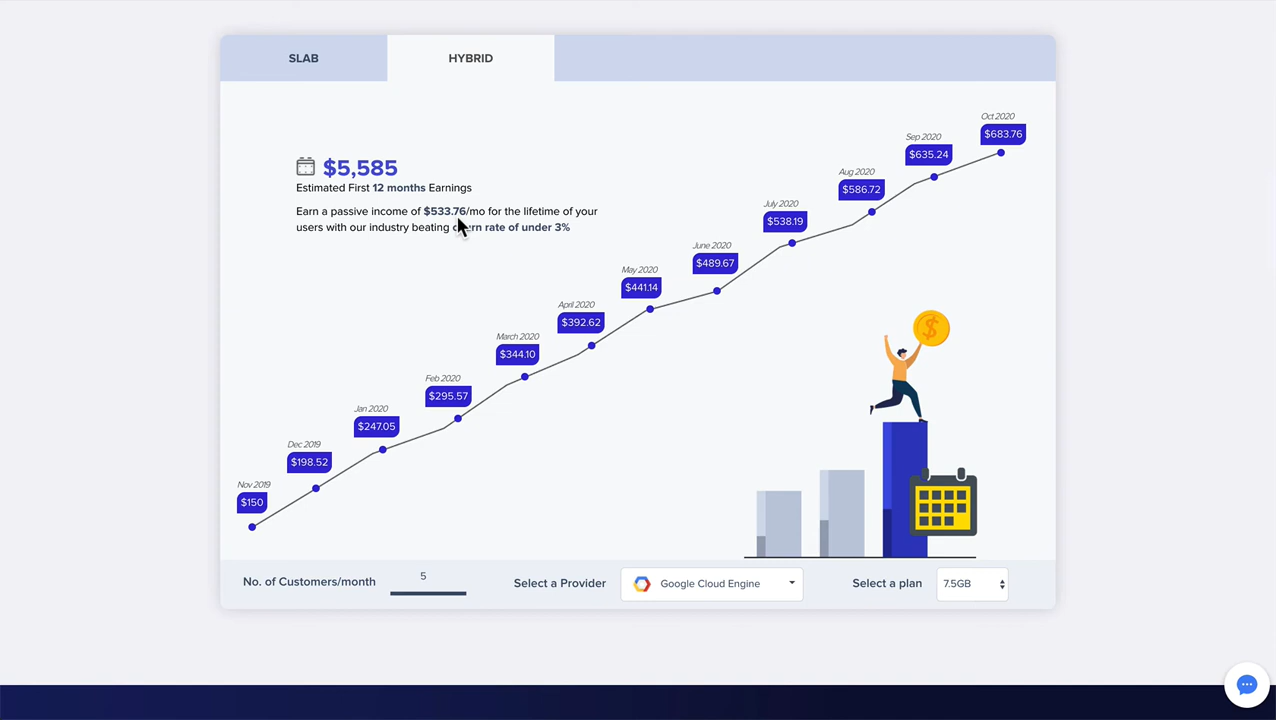 SLAB
HYBRID
$5,585
Estimated First 12 months Earnings
Earn a passive income of $533.76/mo for the lifetime of your
users with our industry beating rate of under 3%
Nov 2019
$150
Dec 2019
$198.52
Jan 2020
$247.05
Feb 2020
$295.57
March 2020
$344.10
April 2020
$392.62
May 2020
$441.14
June 2020
$489.67
July 2020
$538.19
Aug 2020
$586.72
Sep 2020
$635.24
Oct 2020
$683.76
No. of Customers/month
5
Select a Provider
Google Cloud Engine
Select a plan
7.5GB